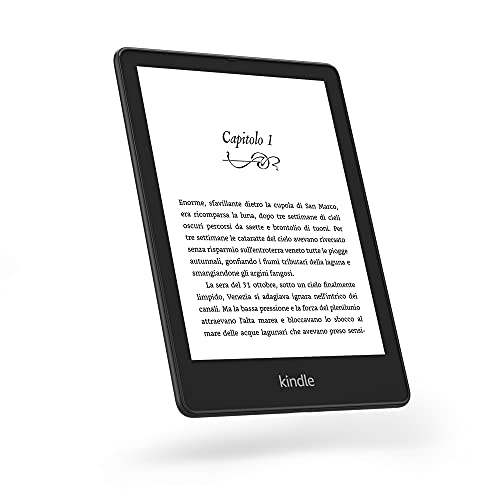 Capitolo 1
Enorme, sfavillante dietro la cupola di San Marco,
era ricomparsa la luna, dopo tre settimane di cieli
oscuri percorsi da saette e brontolio di tuoni. Per
tre settimane le cataratte del cielo avevano riversato
senza risparmio sull'entroterra veneto tutte le piogge
autunnali, gonfiando i fiumi tributari della laguna e
smangiandone gli argini fangosi.
La sera del 31 ottobre, sotto un cielo finalmente
limpido, Venezia si adagiava ignara nell'intrico dei
canali. Ma la bassa pressione e la forza del plenilunio
attraevano l'alta marea e bloccavano lo sbocco al
mare delle acque lagunari che avevano preso sensi-
kindle